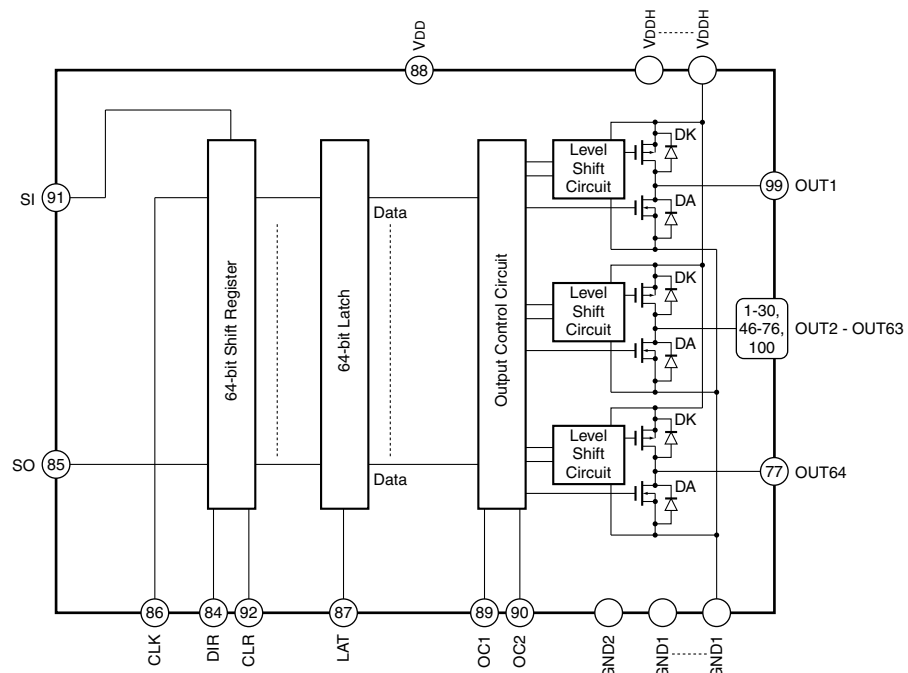 VDD
VDDH
VDDH
88
DK
Level
Shift
Circuit
SI
91
99
OUT1
DA
Data
64-bit Shift Register
64-bit Latch
Output Control Circuit
DK
Level
Shift
Circuit
1-30,
46-76,
100
OUT2 - OUT63
DA
DK
Level
Shift
Circuit
SO
85
77
OUT64
Data
DA
86
84
92
87
89
90
CLK
DIR
CLR
LAT
OC1
OC2
GND2
GND1
GND1